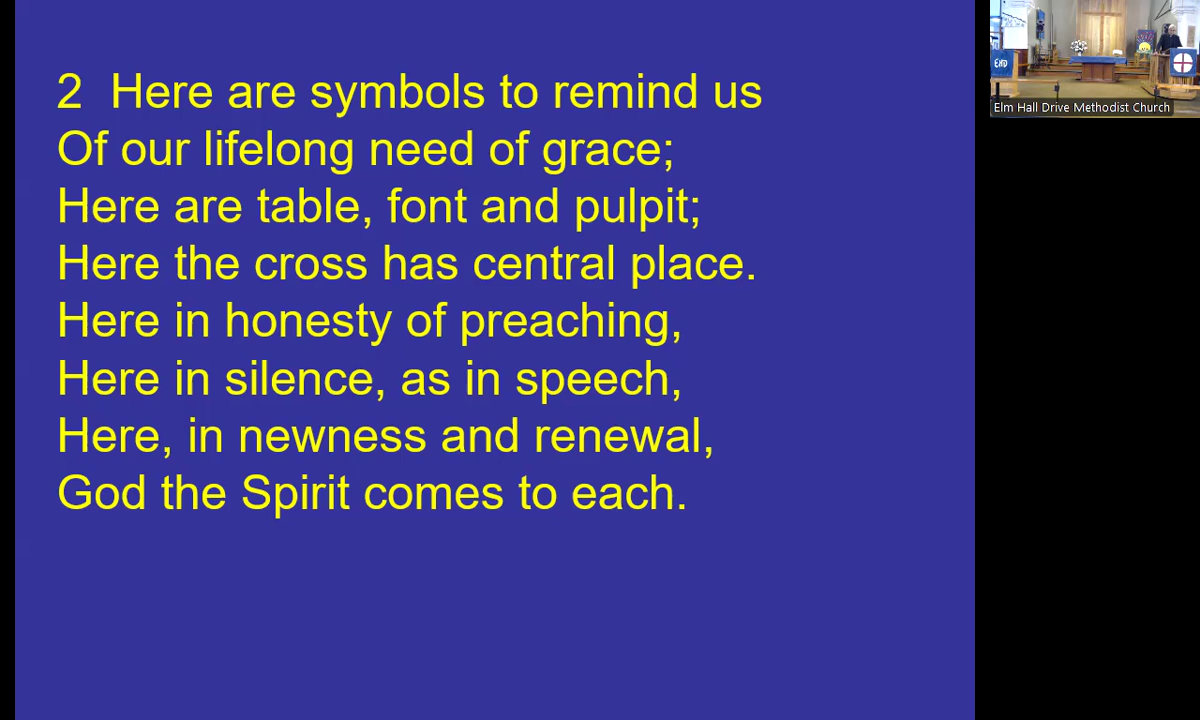 2 Here are symbols to remind us
Of our lifelong need of grace;
Here are table, font and pulpit;
Here the cross has central place.
Here in honesty of preaching,
Here in silence, as in speech,
Here, in newness and renewal,
God the Spirit comes to each.
Elm Hall Drive Methodist Church